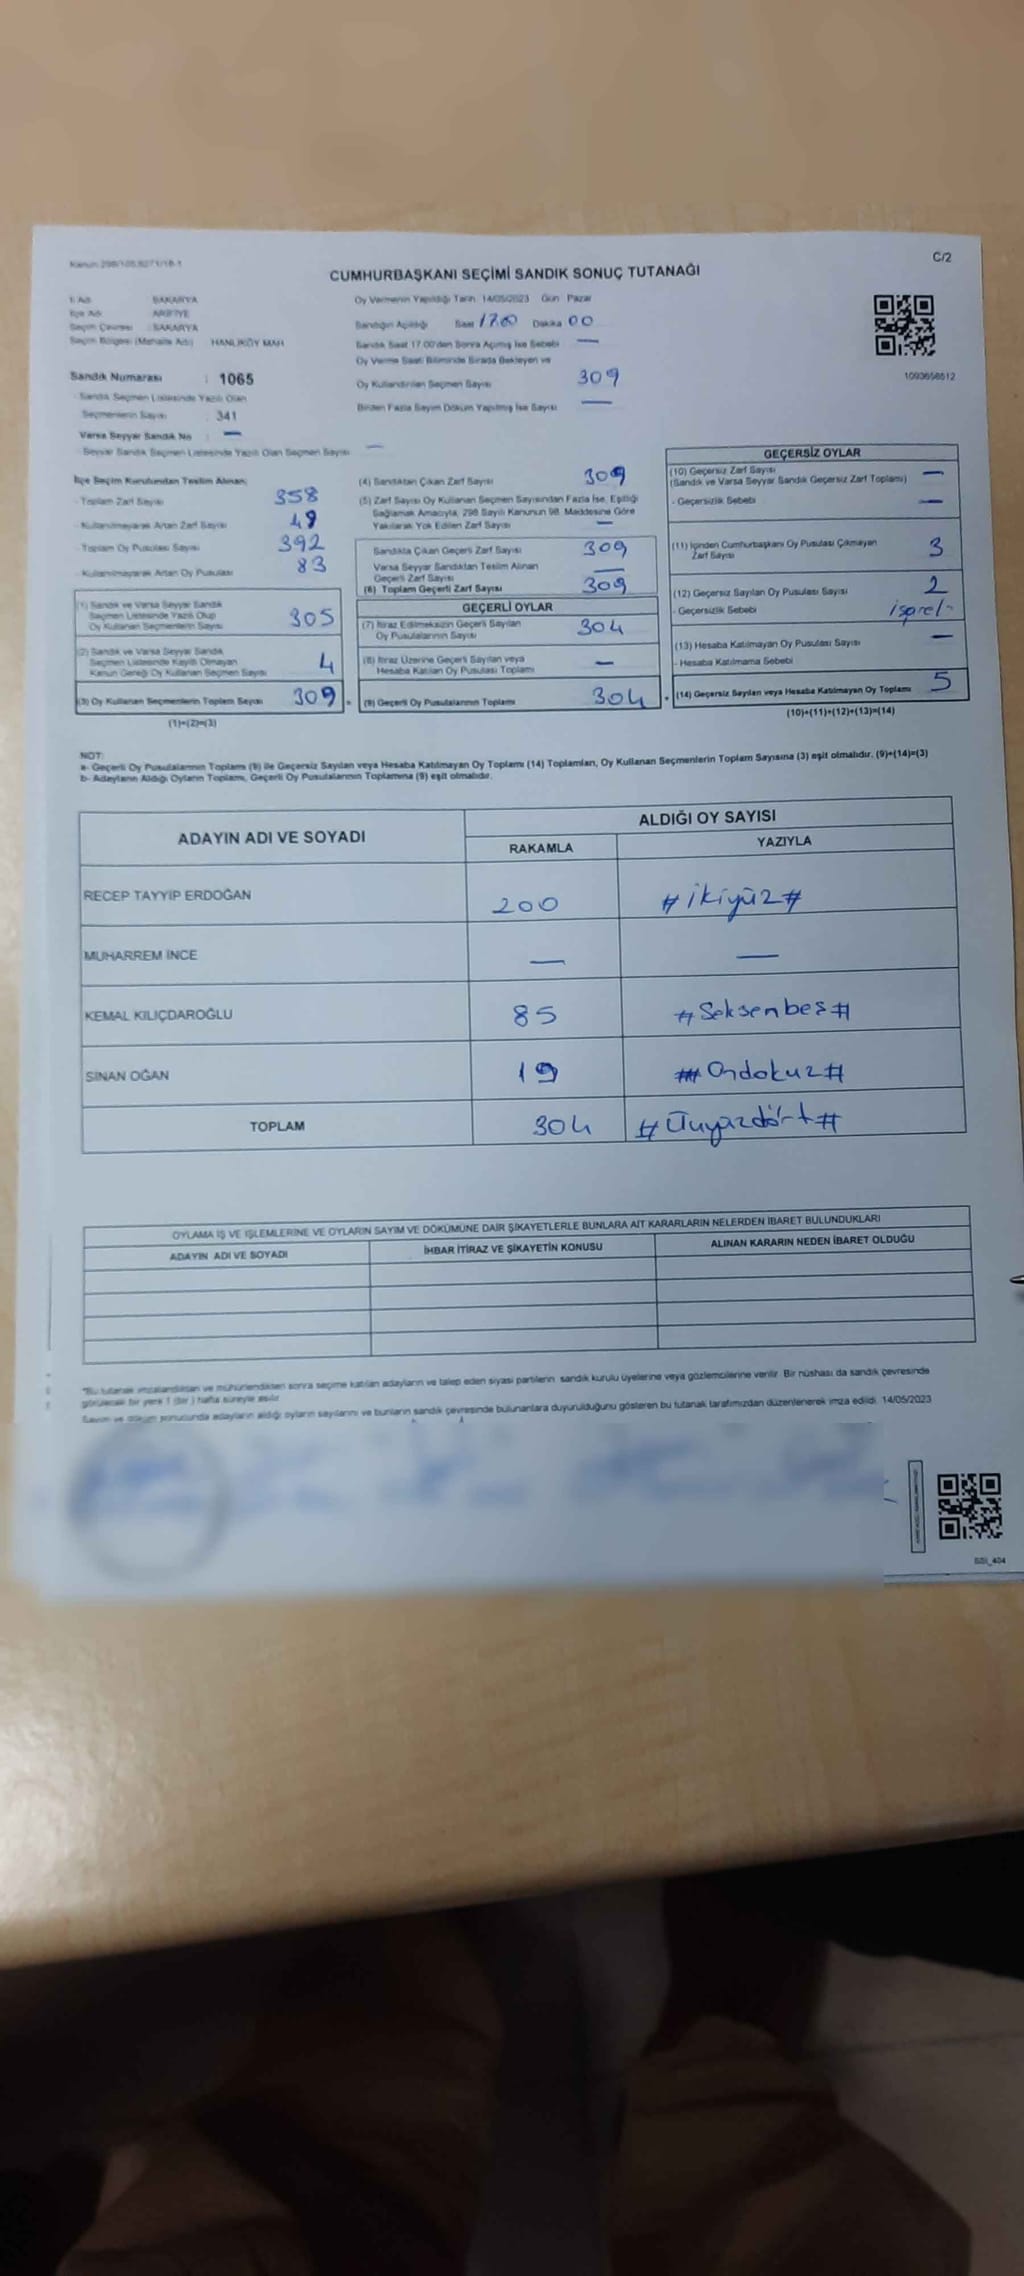 Kanun:298/105,6271/18-1
C/2
CUMHURBAŞKANI SEÇİMİ SANDIK SONUÇ TUTANAĞI
İl Adı SAKARYA
İlçe Adı ARİFİYE
Seçim Çevresi : SAKARYA
Seçim Bölgesi (Mahalle Adı) HANLIKÖY MAH
Sandık Numarası : 1065
- Sandık Seçmen Listesinde Yazılı Olan
Seçmenlerin Sayısı : 341
Varsa Seyyar Sandık No : —
- Seyyar Sandık Seçmen Listesinde Yazılı Olan Seçmen Sayısı —
Oy Vermenin Yapıldığı Tarih: 14/05/2023 Gün Pazar
Sandığın Açıldığı Saat 17.00 Dakika 00
Sandık Saat 17.00'den Sonra Açılmış İse Sebebi —
Oy Verme Saati Bitiminde Sırada Bekleyen ve
Oy Kullandırılan Seçmen Sayısı 309
Birden Fazla Sayım Döküm Yapılmış İse Sayısı —
1093656512
İlçe Seçim Kurulundan Teslim Alınan;
- Toplam Zarf Sayısı 358
- Kullanılmayarak Artan Zarf Sayısı 49
- Toplam Oy Pusulası Sayısı 392
- Kullanılmayarak Artan Oy Pusulası 83
(1) Sandık ve Varsa Seyyar Sandık
Seçmen Listesinde Yazılı Olup
Oy Kullanan Seçmenlerin Sayısı 305
(2) Sandık ve Varsa Seyyar Sandık
Seçmen Listesinde Kayıtlı Olmayan
Kanun Gereği Oy Kullanan Seçmen Sayısı 4
(3) Oy Kullanan Seçmenlerin Toplam Sayısı 309
(1)+(2)=(3)
(4) Sandıktan Çıkan Zarf Sayısı 309
(5) Zarf Sayısı Oy Kullanan Seçmen Sayısından Fazla İse, Eşitliği
Sağlamak Amacıyla, 298 Sayılı Kanunun 98. Maddesine Göre
Yakılarak Yok Edilen Zarf Sayısı —
Sandıkta Çıkan Geçerli Zarf Sayısı 309
Varsa Seyyar Sandıktan Teslim Alınan
Geçerli Zarf Sayısı —
(6) Toplam Geçerli Zarf Sayısı 309
GEÇERLİ OYLAR
(7) İtiraz Edilmeksizin Geçerli Sayılan
Oy Pusulalarının Sayısı 304
(8) İtiraz Üzerine Geçerli Sayılan veya
Hesaba Katılan Oy Pusulası Toplamı —
(9) Geçerli Oy Pusulalarının Toplamı 304
GEÇERSİZ OYLAR
(10) Geçersiz Zarf Sayısı —
(Sandık ve Varsa Seyyar Sandık Geçersiz Zarf Toplamı)
- Geçersizlik Sebebi —
(11) İçinden Cumhurbaşkanı Oy Pusulası Çıkmayan
Zarf Sayısı 3
(12) Geçersiz Sayılan Oy Pusulası Sayısı 2
- Geçersizlik Sebebi
(13) Hesaba Katılmayan Oy Pusulası Sayısı —
- Hesaba Katılmama Sebebi
(14) Geçersiz Sayılan veya Hesaba Katılmayan Oy Toplamı 5
(10)+(11)+(12)+(13)=(14)
NOT:
a- Geçerli Oy Pusulalarının Toplamı (9) ile Geçersiz Sayılan veya Hesaba Katılmayan Oy Toplamı (14) Toplamları, Oy Kullanan Seçmenlerin Toplam Sayısına (3) eşit olmalıdır. (9)+(14)=(3)
b- Adayların Aldığı Oyların Toplamı, Geçerli Oy Pusulalarının Toplamına (9) eşit olmalıdır.
ADAYIN ADI VE SOYADI ALDIĞI OY SAYISI
RAKAMLA YAZIYLA
RECEP TAYYİP ERDOĞAN 200 #ikiyüz#
MUHARREM İNCE — —
KEMAL KILIÇDAROĞLU 85 #Seksenbeş#
SİNAN OĞAN 19 #Ondokuz#
TOPLAM 304 #Üçyüzdört#
OYLAMA İŞ VE İŞLEMLERİNE VE OYLARIN SAYIM VE DÖKÜMÜNE DAİR ŞİKAYETLERLE BUNLARA AİT KARARLARIN NELERDEN İBARET BULUNDUKLARI
ADAYIN ADI VE SOYADI İHBAR İTİRAZ VE ŞİKAYETİN KONUSU ALINAN KARARIN NEDEN İBARET OLDUĞU
*Bu tutanak imzalandıktan ve mühürlendikten sonra seçime katılan adayların ve talep eden siyasi partilerin sandık kurulu üyelerine veya gözlemcilerine verilir. Bir nüshası da sandık çevresinde
görülecek bir yere 1 (bir) hafta süreyle asılır.
Sayım ve döküm sonucunda adayların aldığı oyların sayılarını ve bunların sandık çevresinde bulunanlara duyurulduğunu gösteren bu tutanak tarafımızdan düzenlenerek imza edildi. 14/05/2023
SSI_404